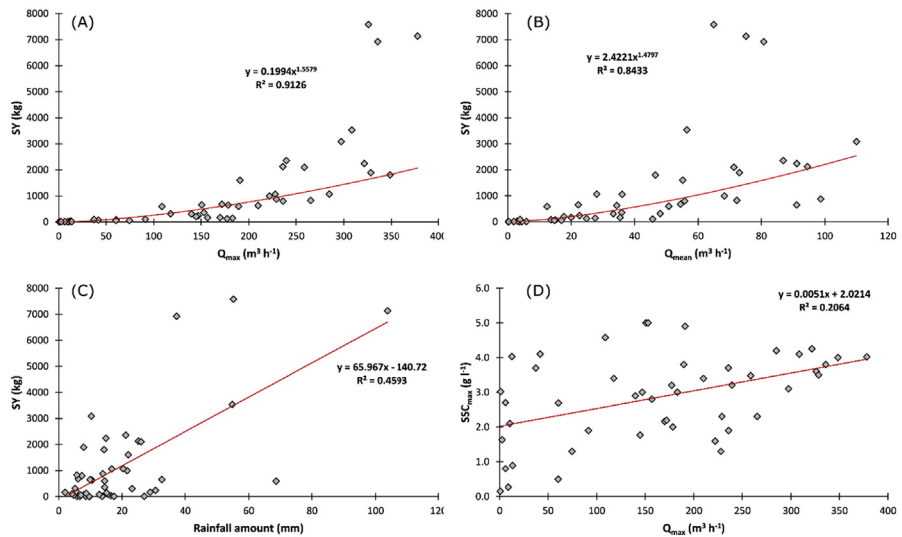 (A)
y = 0.1994x^1.5579
R² = 0.9126
SY (kg)
8000
7000
6000
5000
4000
3000
2000
1000
0
0 50 100 150 200 250 300 350 400
Qmax (m³ h⁻¹)
(B)
y = 2.4221x^1.4797
R² = 0.8433
SY (kg)
8000
7000
6000
5000
4000
3000
2000
1000
0
0 20 40 60 80 100 120
Qmean (m³ h⁻¹)
(C)
y = 65.967x - 140.72
R² = 0.4593
SY (kg)
8000
7000
6000
5000
4000
3000
2000
1000
0
0 20 40 60 80 100 120
Rainfall amount (mm)
(D)
y = 0.0051x + 2.0214
R² = 0.2064
SSCmax (g l⁻¹)
6.0
5.0
4.0
3.0
2.0
1.0
0.0
0 50 100 150 200 250 300 350 400
Qmax (m³ h⁻¹)